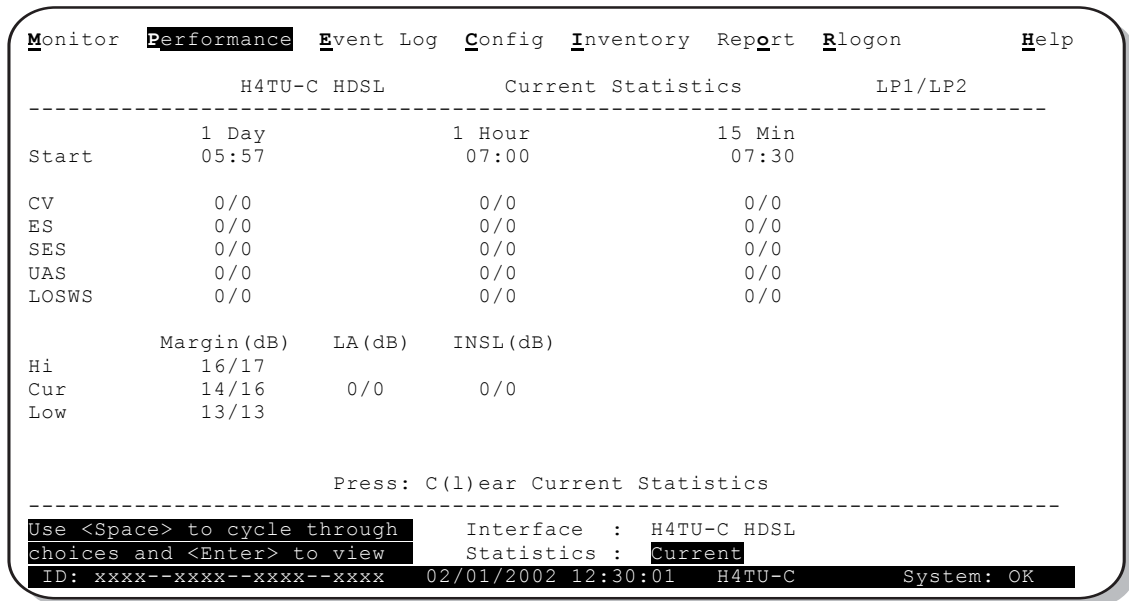 Monitor Performance Event Log Config Inventory Report Rlogon Help
H4TU-C HDSL Current Statistics LP1/LP2
--------------------------------------------------------------------------------
1 Day 1 Hour 15 Min
Start 05:57 07:00 07:30
CV 0/0 0/0 0/0
ES 0/0 0/0 0/0
SES 0/0 0/0 0/0
UAS 0/0 0/0 0/0
LOSWS 0/0 0/0 0/0
Margin(dB) LA(dB) INSL(dB)
Hi 16/17
Cur 14/16 0/0 0/0
Low 13/13
Press: C(l)ear Current Statistics
--------------------------------------------------------------------------------
Use <Space> to cycle through Interface : H4TU-C HDSL
choices and <Enter> to view Statistics : Current
ID: xxxx--xxxx--xxxx--xxxx 02/01/2002 12:30:01 H4TU-C System: OK